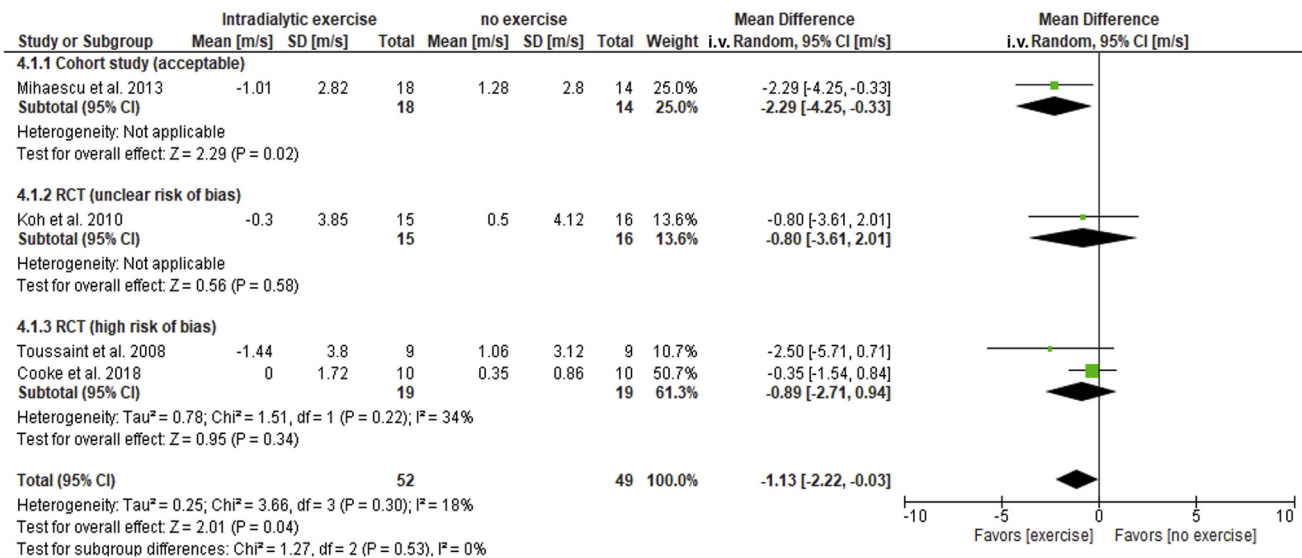 Intradialytic exercise no exercise Mean Difference Mean Difference
Study or Subgroup Mean [m/s] SD [m/s] Total Mean [m/s] SD [m/s] Total Weight i.v. Random, 95% CI [m/s] i.v. Random, 95% CI [m/s]
4.1.1 Cohort study (acceptable)
Mihaescu et al. 2013 -1.01 2.82 18 1.28 2.8 14 25.0% -2.29 [-4.25, -0.33]
Subtotal (95% CI) 18 14 25.0% -2.29 [-4.25, -0.33]
Heterogeneity: Not applicable
Test for overall effect: Z = 2.29 (P = 0.02)
4.1.2 RCT (unclear risk of bias)
Koh et al. 2010 -0.3 3.85 15 0.5 4.12 16 13.6% -0.80 [-3.61, 2.01]
Subtotal (95% CI) 15 16 13.6% -0.80 [-3.61, 2.01]
Heterogeneity: Not applicable
Test for overall effect: Z = 0.56 (P = 0.58)
4.1.3 RCT (high risk of bias)
Toussaint et al. 2008 -1.44 3.8 9 1.06 3.12 9 10.7% -2.50 [-5.71, 0.71]
Cooke et al. 2018 0 1.72 10 0.35 0.86 10 50.7% -0.35 [-1.54, 0.84]
Subtotal (95% CI) 19 19 61.3% -0.89 [-2.71, 0.94]
Heterogeneity: Tau² = 0.78; Chi² = 1.51, df = 1 (P = 0.22); I² = 34%
Test for overall effect: Z = 0.95 (P = 0.34)
Total (95% CI) 52 49 100.0% -1.13 [-2.22, -0.03]
Heterogeneity: Tau² = 0.25; Chi² = 3.66, df = 3 (P = 0.30); I² = 18%
Test for overall effect: Z = 2.01 (P = 0.04)
Test for subgroup differences: Chi² = 1.27, df = 2 (P = 0.53), I² = 0%
-10 -5 0 5 10
Favors [exercise] Favors [no exercise]